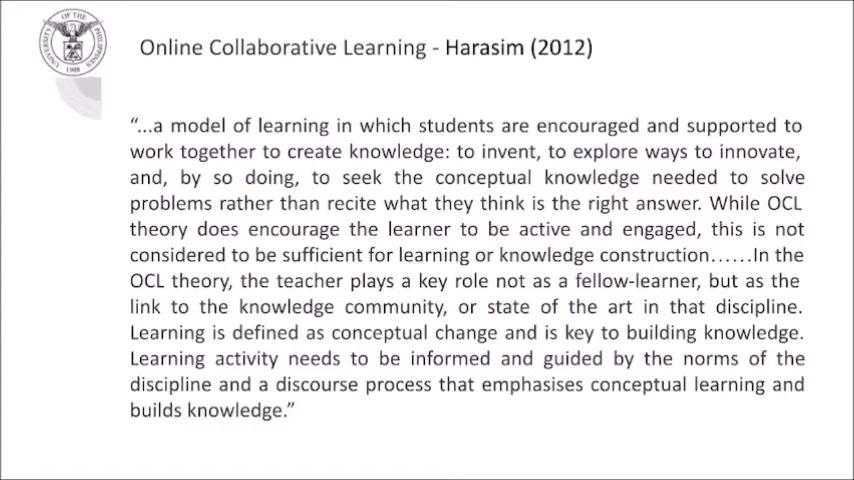 UNIVERSITY OF THE PHILIPPINES
1908
Online Collaborative Learning - Harasim (2012)
“...a model of learning in which students are encouraged and supported to
work together to create knowledge: to invent, to explore ways to innovate,
and, by so doing, to seek the conceptual knowledge needed to solve
problems rather than recite what they think is the right answer. While OCL
theory does encourage the learner to be active and engaged, this is not
considered to be sufficient for learning or knowledge construction......In the
OCL theory, the teacher plays a key role not as a fellow-learner, but as the
link to the knowledge community, or state of the art in that discipline.
Learning is defined as conceptual change and is key to building knowledge.
Learning activity needs to be informed and guided by the norms of the
discipline and a discourse process that emphasises conceptual learning and
builds knowledge.”